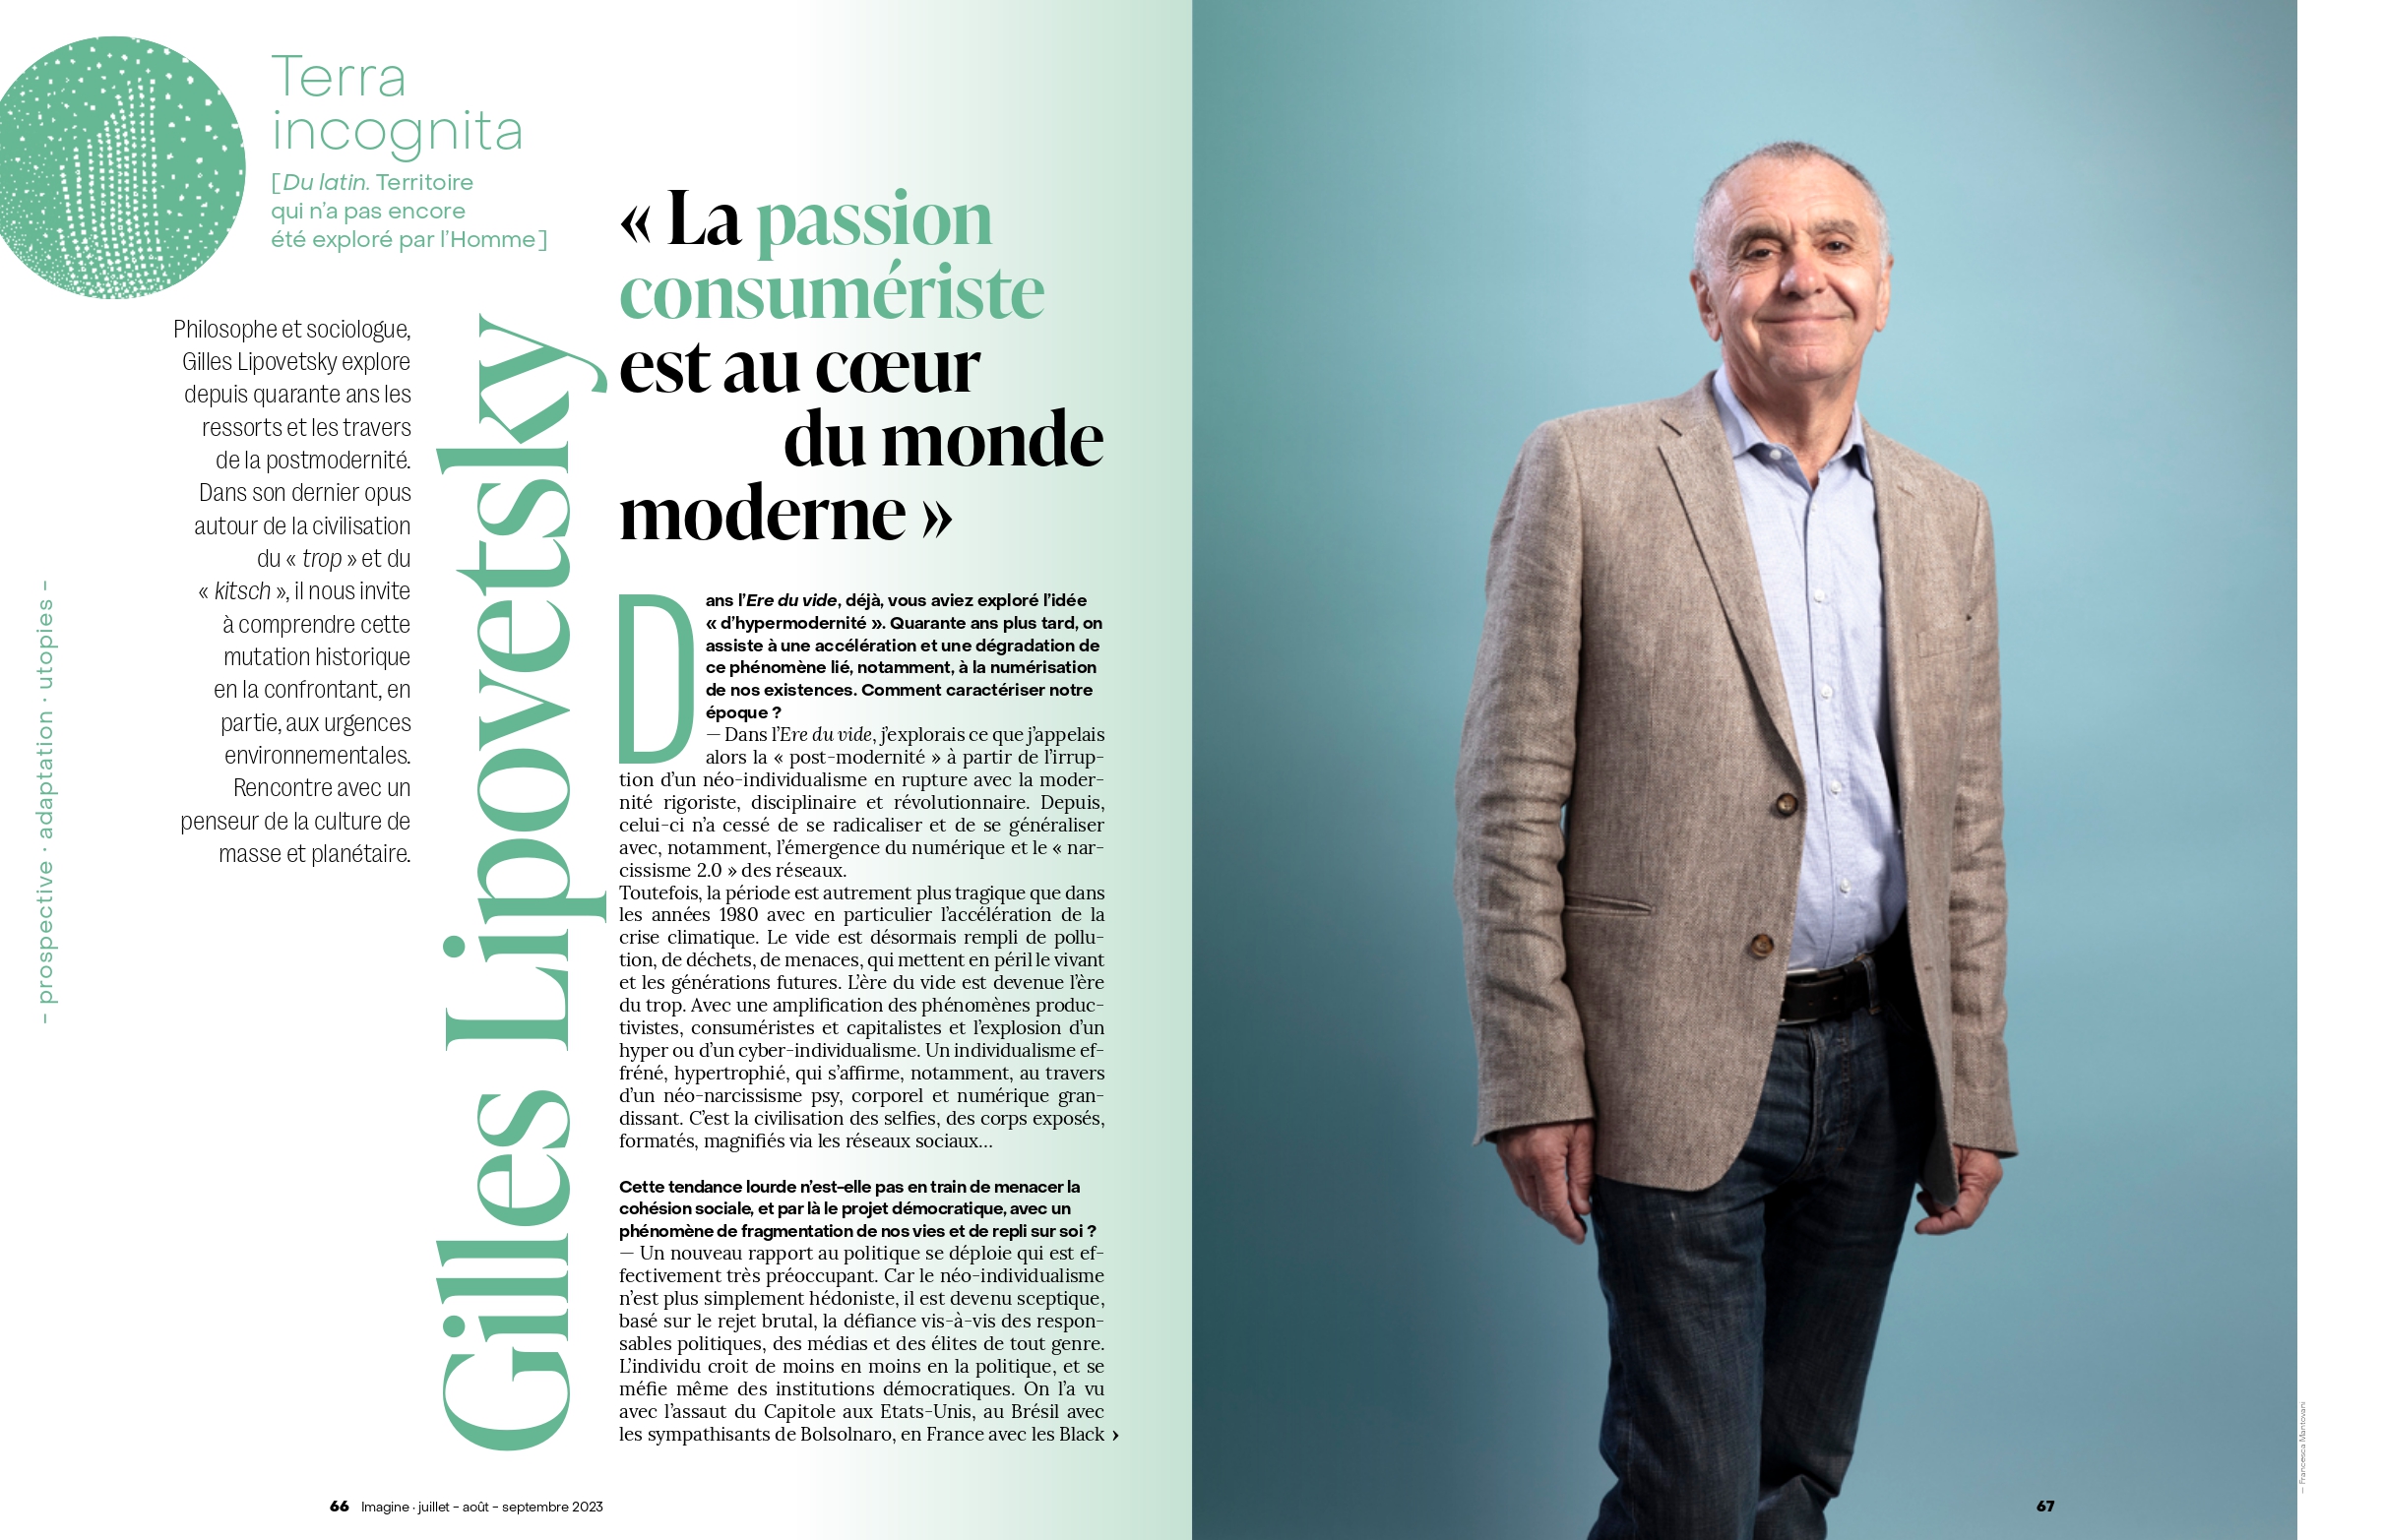 Terra
incognita
[Du latin. Territoire
qui n’a pas encore
été exploré par l’Homme]
– prospective · adaptation · utopies –
Philosophe et sociologue,
Gilles Lipovetsky explore
depuis quarante ans les
ressorts et les travers
de la postmodernité.
Dans son dernier opus
autour de la civilisation
du « trop » et du
« kitsch », il nous invite
à comprendre cette
mutation historique
en la confrontant, en
partie, aux urgences
environnementales.
Rencontre avec un
penseur de la culture de
masse et planétaire.
Gilles Lipovetsky
« La passion
consumériste
est au cœur
du monde
moderne »
Dans l’Ere du vide, déjà, vous aviez exploré l’idée
« d’hypermodernité ». Quarante ans plus tard, on
assiste à une accélération et une dégradation de
ce phénomène lié, notamment, à la numérisation
de nos existences. Comment caractériser notre
époque ?
— Dans l’Ere du vide, j’explorais ce que j’appelais
alors la « post-modernité » à partir de l’irrup-
tion d’un néo-individualisme en rupture avec la moder-
nité rigoriste, disciplinaire et révolutionnaire. Depuis,
celui-ci n’a cessé de se radicaliser et de se généraliser
avec, notamment, l’émergence du numérique et le « nar-
cissisme 2.0 » des réseaux.
Toutefois, la période est autrement plus tragique que dans
les années 1980 avec en particulier l’accélération de la
crise climatique. Le vide est désormais rempli de pollu-
tion, de déchets, de menaces, qui mettent en péril le vivant
et les générations futures. L’ère du vide est devenue l’ère
du trop. Avec une amplification des phénomènes produc-
tivistes, consuméristes et capitalistes et l’explosion d’un
hyper ou d’un cyber-individualisme. Un individualisme ef-
fréné, hypertrophié, qui s’affirme, notamment, au travers
d’un néo-narcissisme psy, corporel et numérique gran-
dissant. C’est la civilisation des selfies, des corps exposés,
formatés, magnifiés via les réseaux sociaux…
Cette tendance lourde n’est-elle pas en train de menacer la
cohésion sociale, et par là le projet démocratique, avec un
phénomène de fragmentation de nos vies et de repli sur soi ?
— Un nouveau rapport au politique se déploie qui est ef-
fectivement très préoccupant. Car le néo-individualisme
n’est plus simplement hédoniste, il est devenu sceptique,
basé sur le rejet brutal, la défiance vis-à-vis des respon-
sables politiques, des médias et des élites de tout genre.
L’individu croit de moins en moins en la politique, et se
méfie même des institutions démocratiques. On l’a vu
avec l’assaut du Capitole aux Etats-Unis, au Brésil avec
les sympathisants de Bolsolnaro, en France avec les Black ›
66 Imagine · juillet – août – septembre 2023
— Francesca Mantovani
67